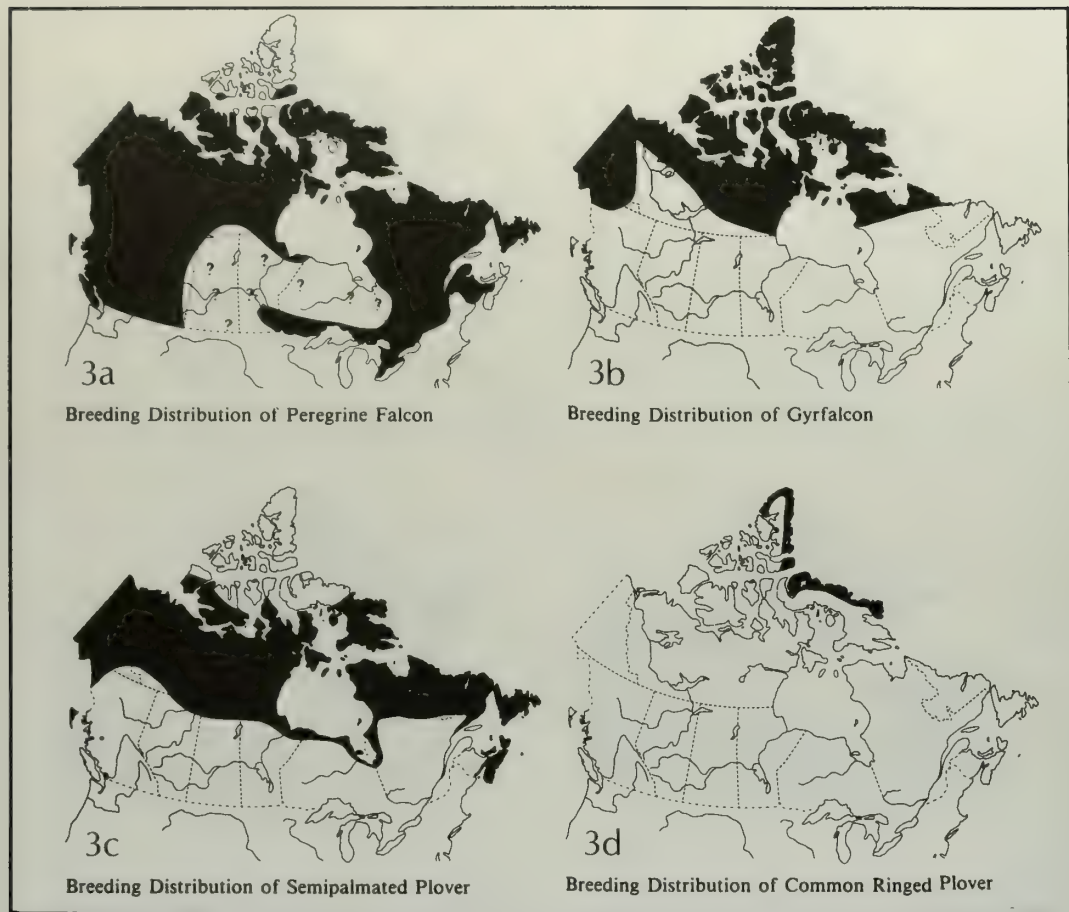 3a
Breeding Distribution of Peregrine Falcon
? ? ? ? ? ? ? ? ?
3b
Breeding Distribution of Gyrfalcon
3c
Breeding Distribution of Semipalmated Plover
3d
Breeding Distribution of Common Ringed Plover